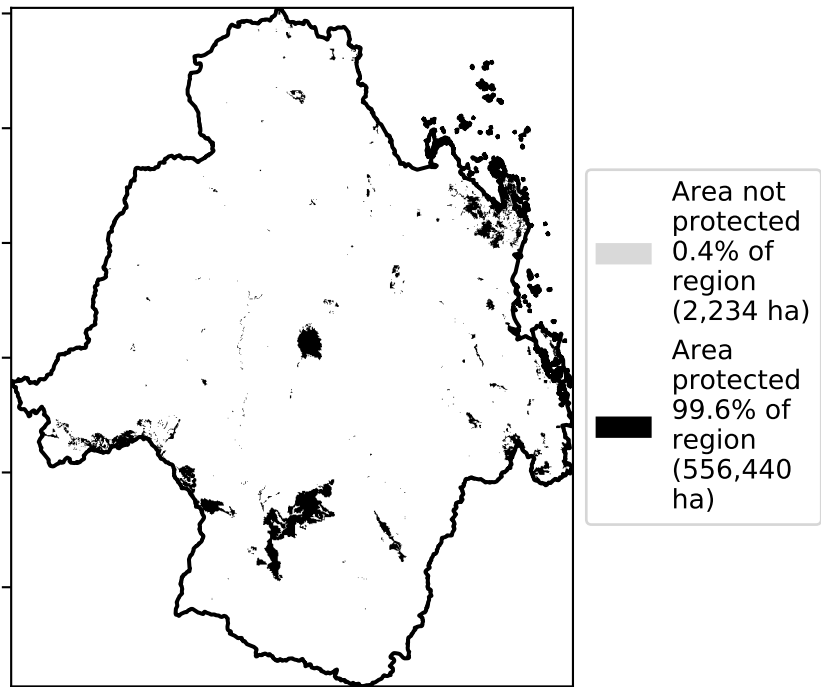 Area not
protected
0.4% of
region
(2,234 ha)
Area
protected
99.6% of
region
(556,440
ha)